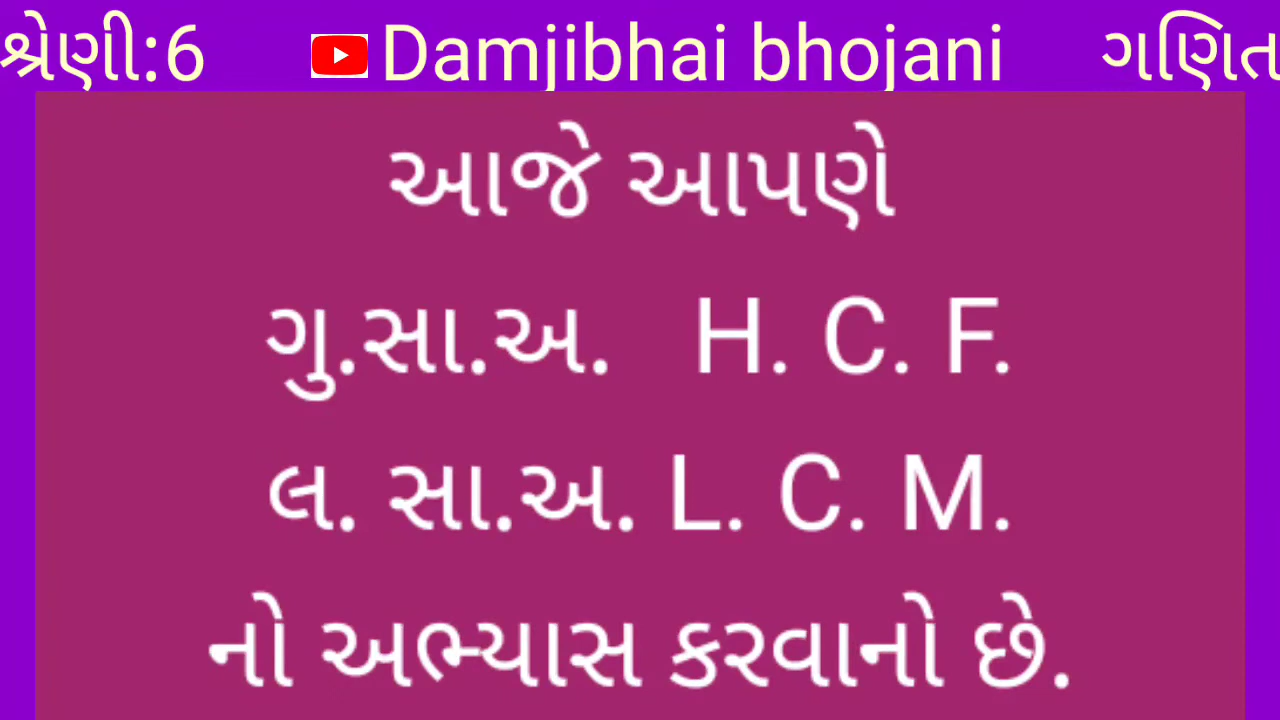 શ્રેણી:6 Damjibhai bhojani ગણિત
આજે આપણે
ગુ.સા.અ. H. C. F.
લ. સા.અ. L. C. M.
નો અભ્યાસ કરવાનો છે.